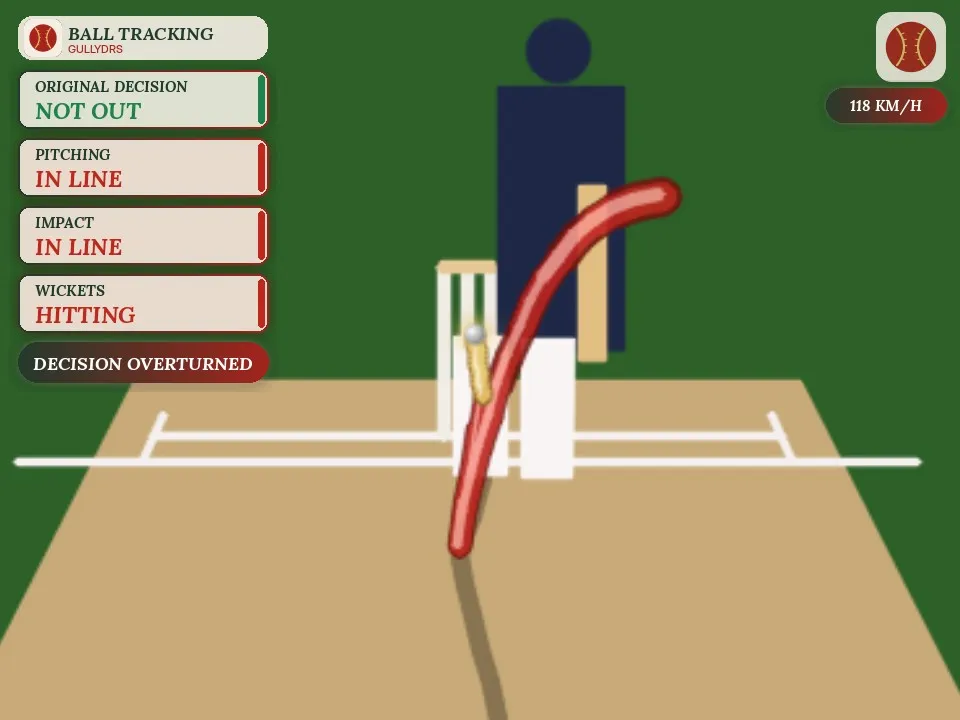 BALL TRACKING
GULLYDRS
ORIGINAL DECISION
NOT OUT
PITCHING
IN LINE
IMPACT
IN LINE
WICKETS
HITTING
DECISION OVERTURNED
118 KM/H